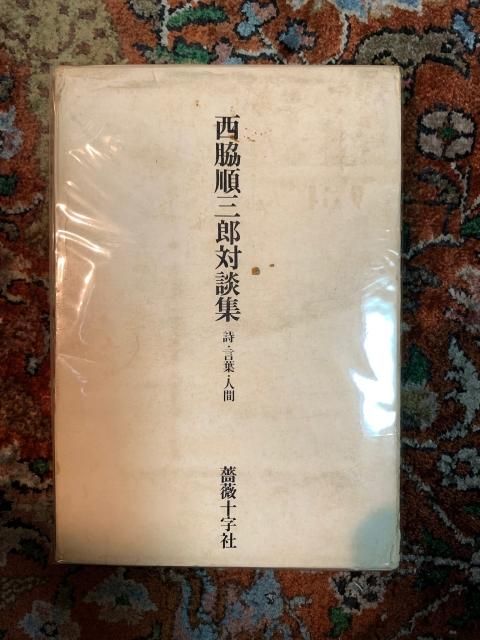 西脇順三郎対談集
詩・言葉・人間
薔薇十字社